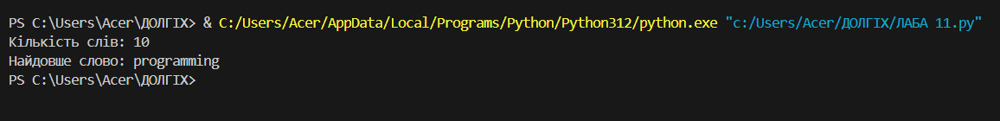 PS C:\Users\Acer\ДОЛГІХ> & C:/Users/Acer/AppData/Local/Programs/Python/Python312/python.exe "c:/Users/Acer/ДОЛГІХ/ЛАБА 11.py"
Кількість слів: 10
Найдовше слово: programming
PS C:\Users\Acer\ДОЛГІХ>